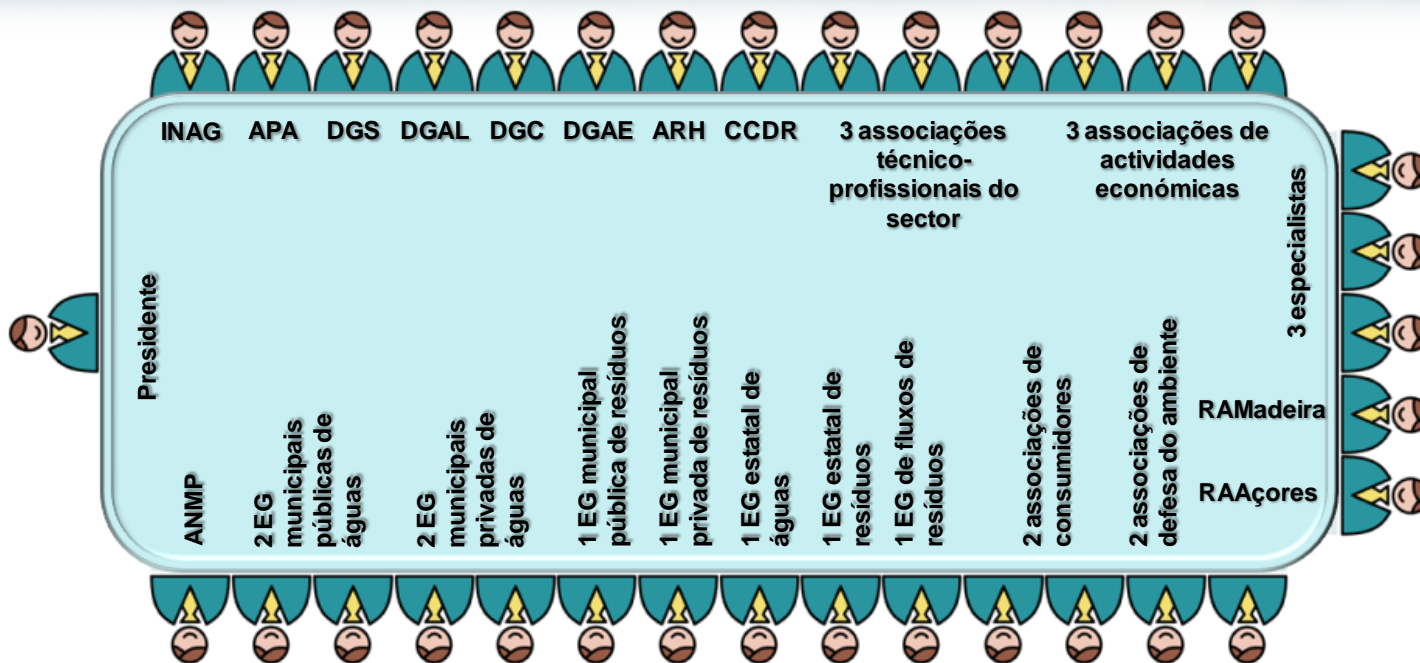 INAG
APA
DGS
DGAL
DGC
DGAE
ARH
CCDR
3 associações
técnico-
profissionais do
sector
3 associações de
actividades
económicas
3 especialistas
Presidente
RAMadeira
RAAçores
ANMP
2 EG
municipais
públicas de
águas
2 EG
municipais
privadas de
águas
1 EG municipal
pública de resíduos
1 EG municipal
privada de resíduos
1 EG estatal de
águas
1 EG estatal de
resíduos
1 EG de fluxos de
resíduos
2 associações de
consumidores
2 associações de
defesa do ambiente